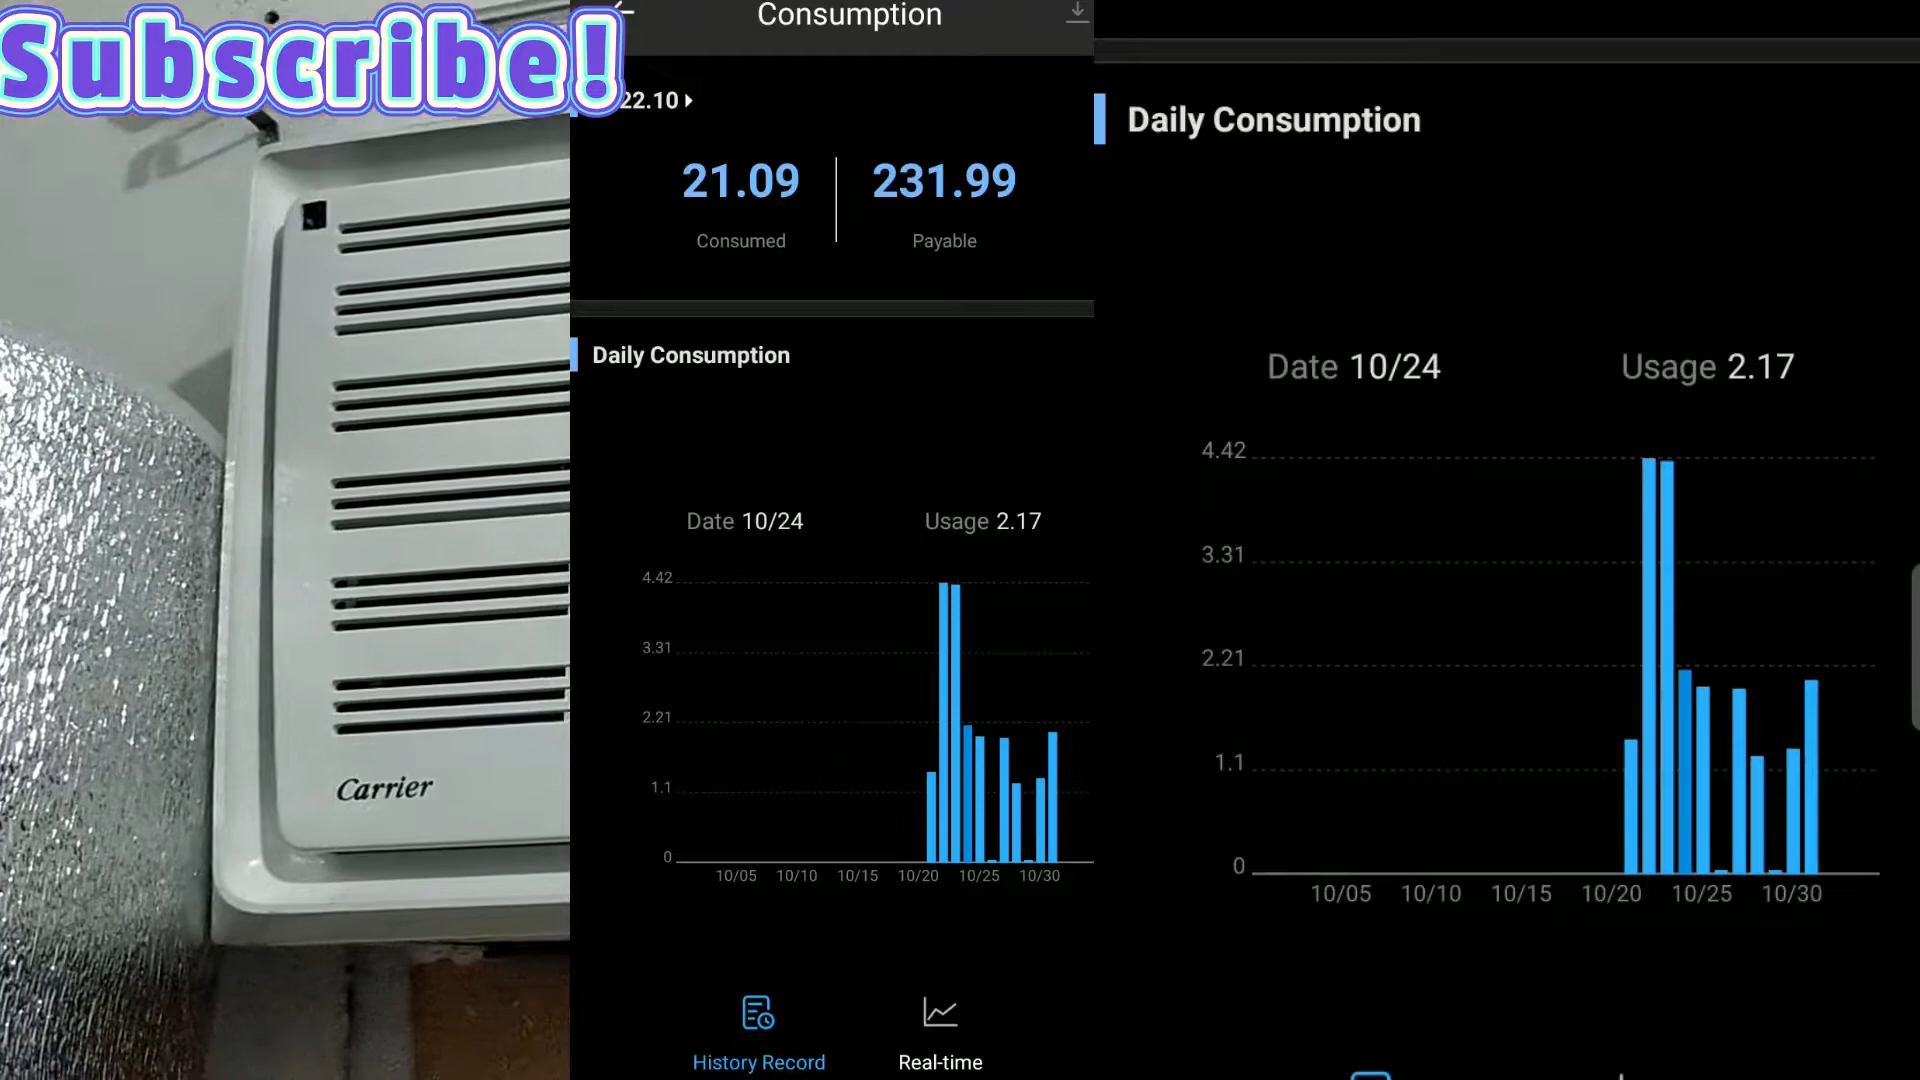 Subscribe!
Consumption
22.10
21.09
231.99
Consumed
Payable
Daily Consumption
Date 10/24
Usage 2.17
4.42
3.31
2.21
1.1
0
10/05
10/10
10/15
10/20
10/25
10/30
History Record
Real-time
Carrier
Daily Consumption
Date 10/24
Usage 2.17
4.42
3.31
2.21
1.1
0
10/05
10/10
10/15
10/20
10/25
10/30